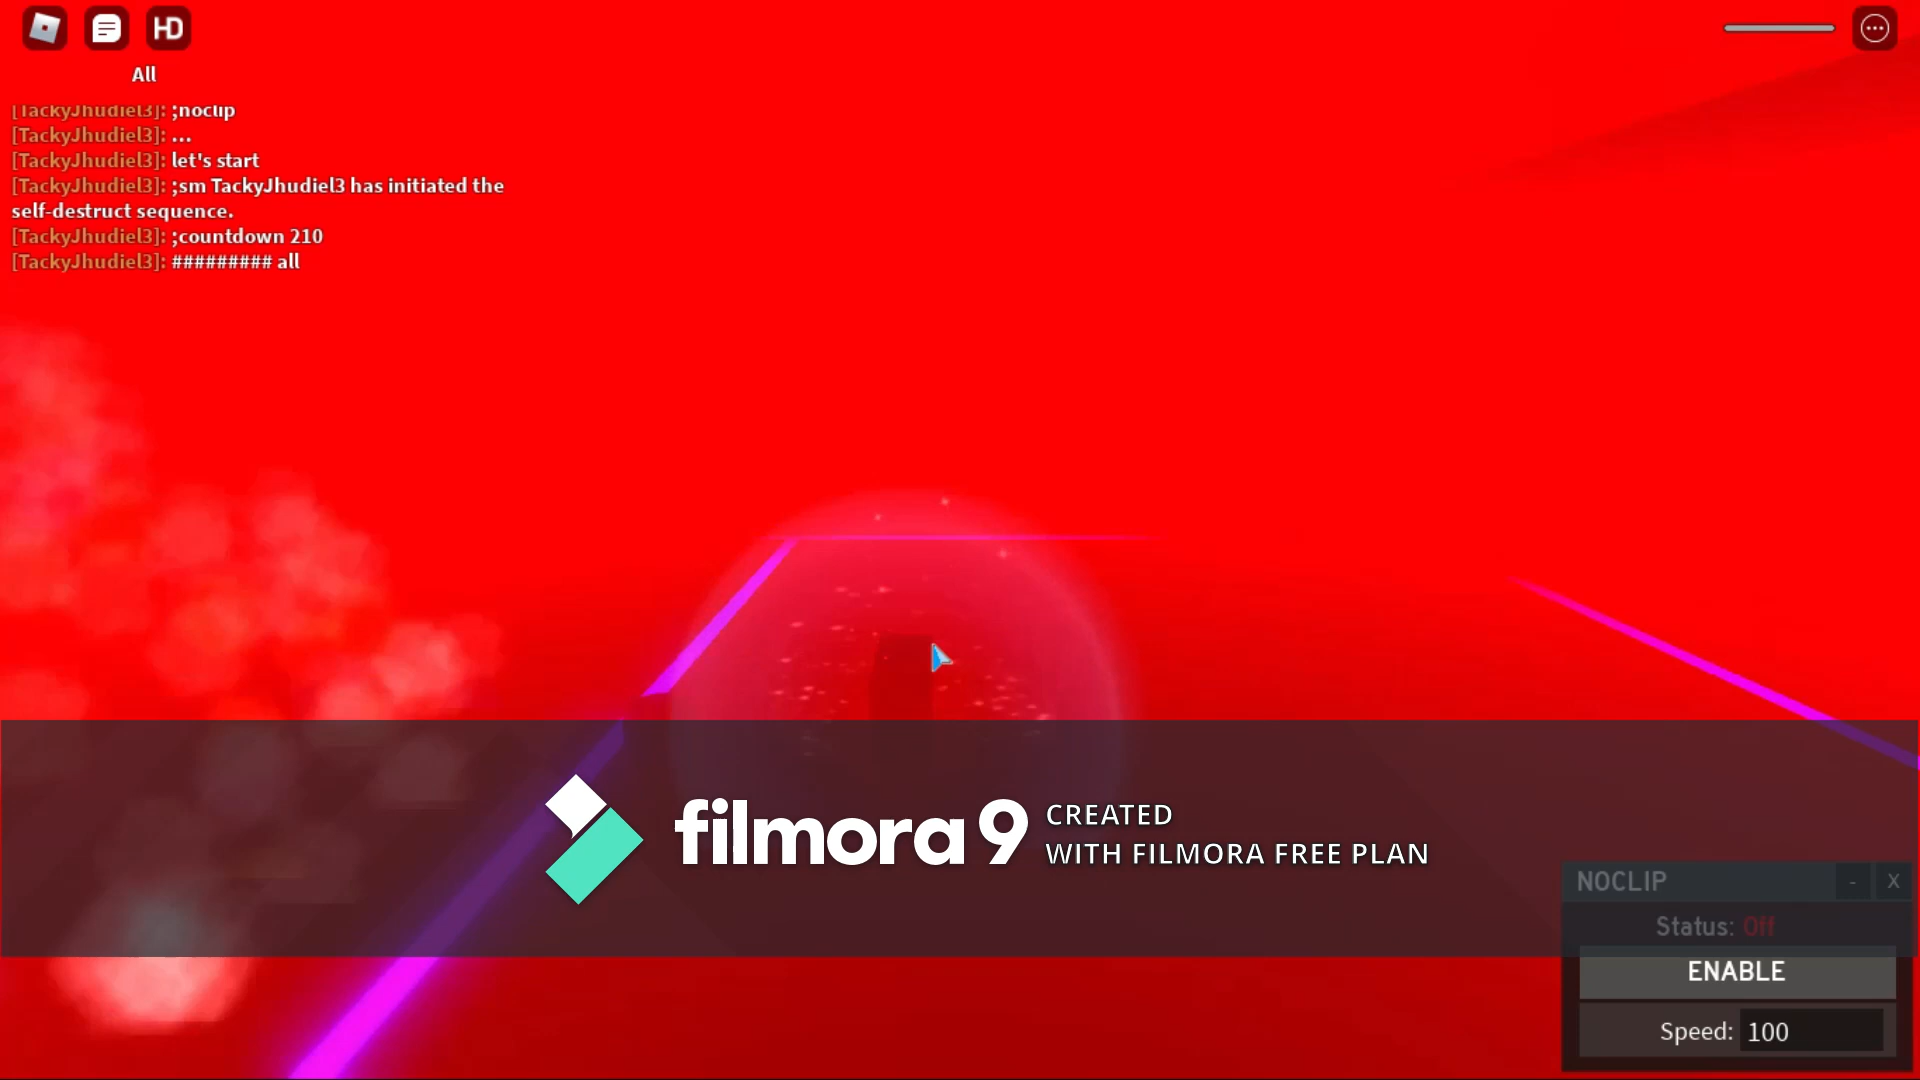 HD
All
[TackyJhudiel3]: ;noclip
[TackyJhudiel3]: ...
[TackyJhudiel3]: let's start
[TackyJhudiel3]: ;sm TackyJhudiel3 has initiated the
self-destruct sequence.
[TackyJhudiel3]: ;countdown 210
[TackyJhudiel3]: ######### all
filmora 9 CREATED
WITH FILMORA FREE PLAN
NOCLIP - X
Status: Off
ENABLE
Speed: 100